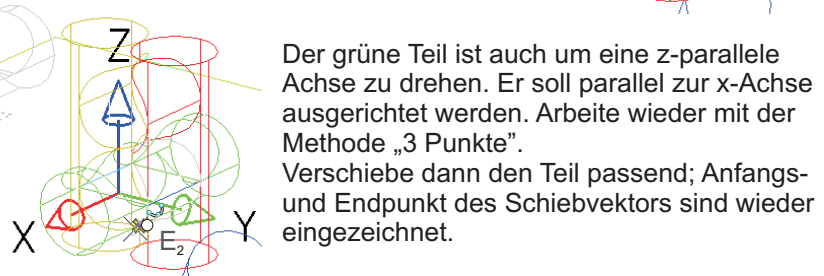 Z
X
Y
E2
Der grüne Teil ist auch um eine z-parallele
Achse zu drehen. Er soll parallel zur x-Achse
ausgerichtet werden. Arbeite wieder mit der
Methode „3 Punkte”.
Verschiebe dann den Teil passend; Anfangs-
und Endpunkt des Schiebvektors sind wieder
eingezeichnet.